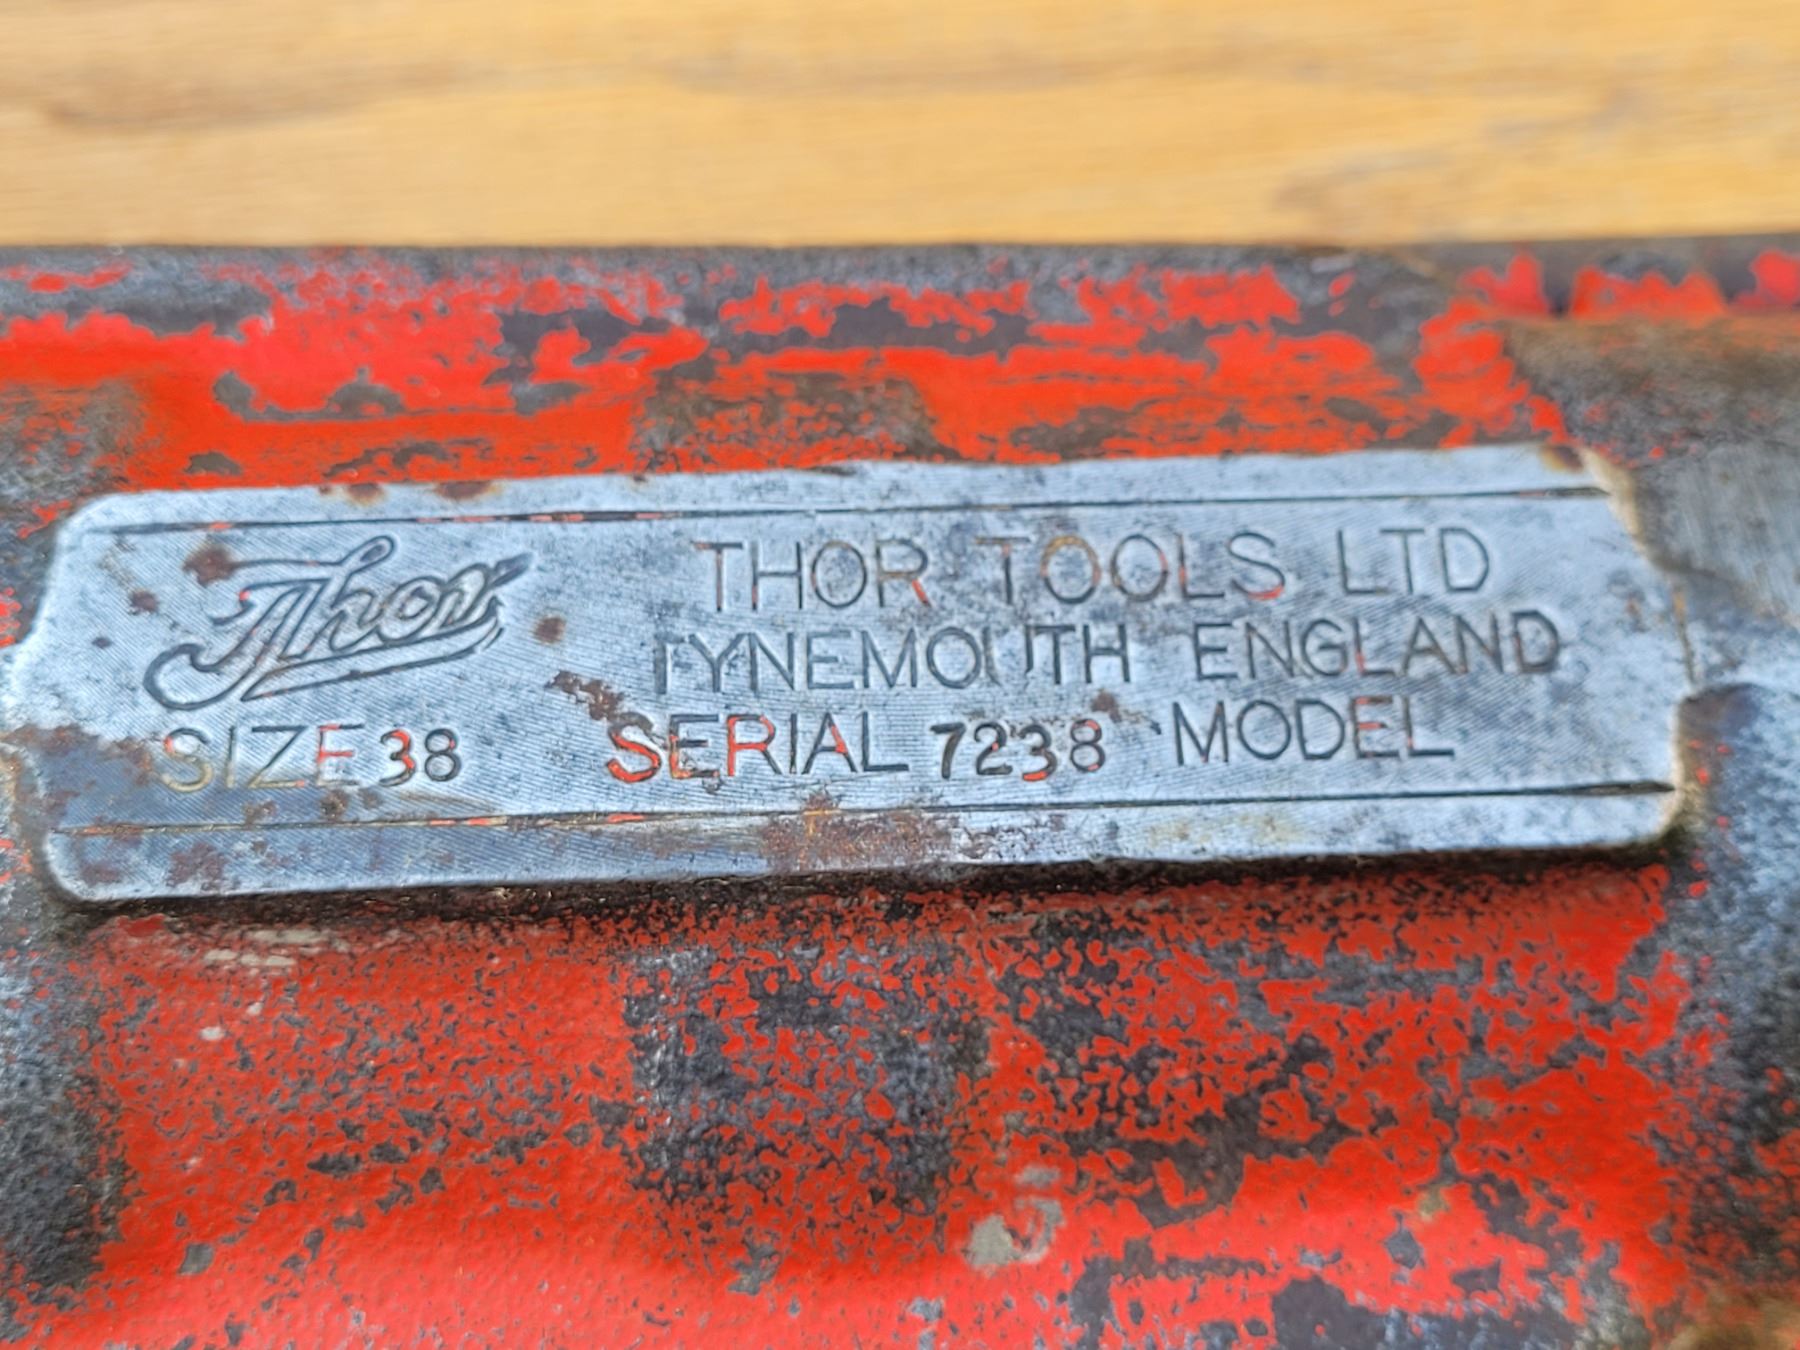 Thor
THOR TOOLS LTD
TYNEMOUTH ENGLAND
SIZE 38 SERIAL 7238 MODEL